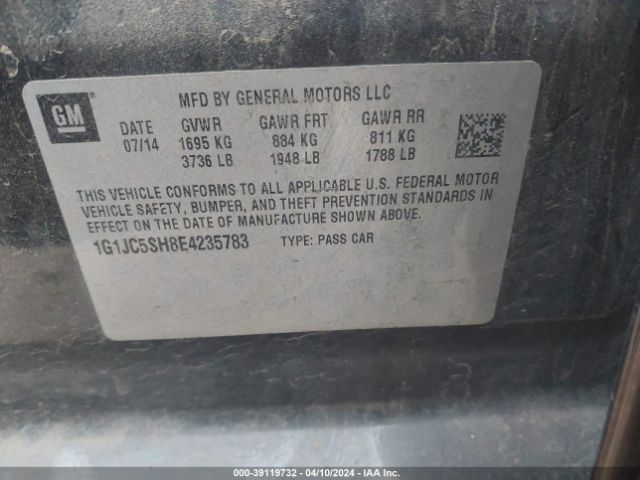 GM
MFD BY GENERAL MOTORS LLC
DATE GVWR GAWR FRT GAWR RR
07/14 1695 KG 884 KG 811 KG
3736 LB 1948 LB 1788 LB
THIS VEHICLE CONFORMS TO ALL APPLICABLE U.S. FEDERAL MOTOR
VEHICLE SAFETY, BUMPER, AND THEFT PREVENTION STANDARDS IN
EFFECT ON THE DATE OF MANUFACTURE SHOWN ABOVE.
1G1JC5SH8E4235783 TYPE: PASS CAR
000-39119732 — 04/10/2024 — IAA Inc.